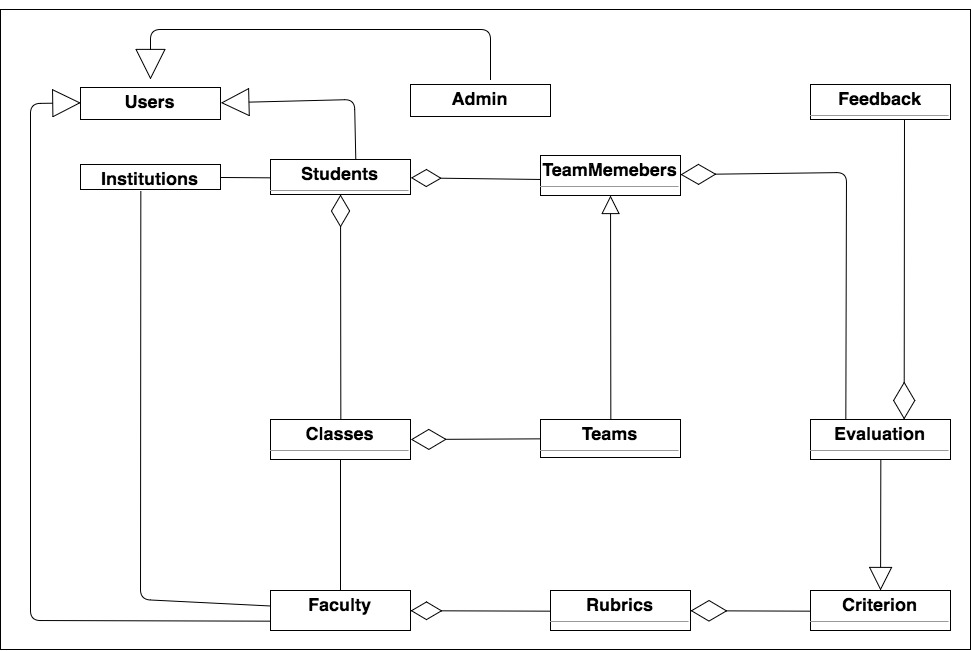 Users
Admin
Feedback
Institutions
Students
TeamMemebers
Classes
Teams
Evaluation
Faculty
Rubrics
Criterion